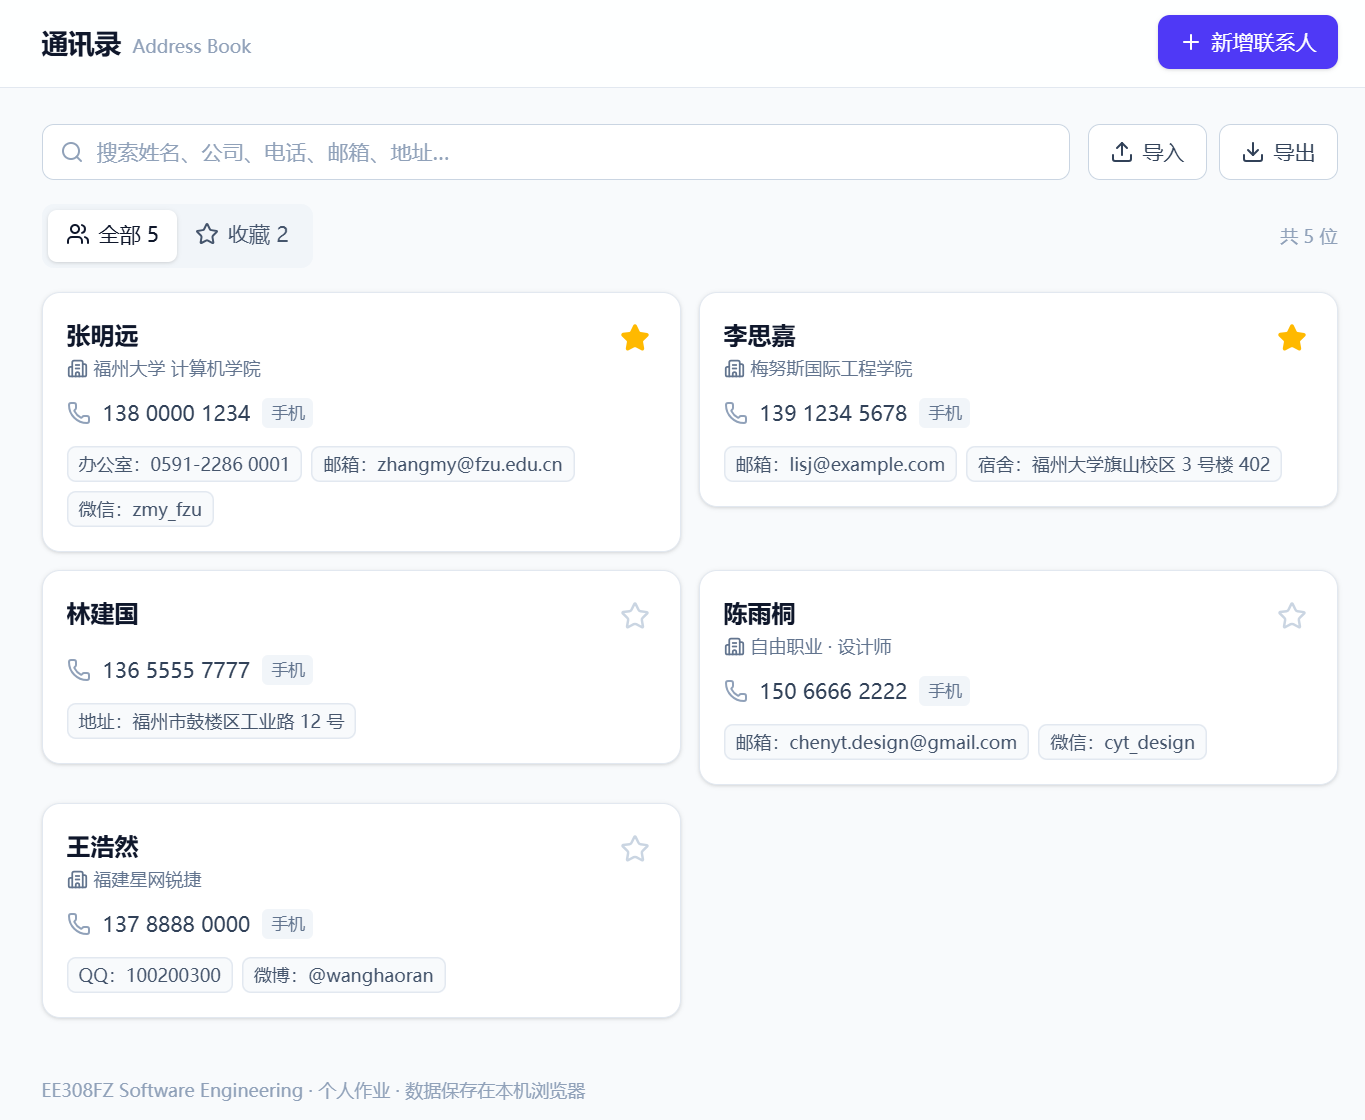 通讯录 Address Book
新增联系人
搜索姓名、公司、电话、邮箱、地址...
导入
导出
全部 5
收藏 2
共 5 位
张明远
福州大学 计算机学院
138 0000 1234 手机
办公室：0591-2286 0001 邮箱：zhangmy@fzu.edu.cn
微信：zmy_fzu
李思嘉
梅努斯国际工程学院
139 1234 5678 手机
邮箱：lisj@example.com 宿舍：福州大学旗山校区 3 号楼 402
林建国
136 5555 7777 手机
地址：福州市鼓楼区工业路 12 号
陈雨桐
自由职业 · 设计师
150 6666 2222 手机
邮箱：chenyt.design@gmail.com 微信：cyt_design
王浩然
福建星网锐捷
137 8888 0000 手机
QQ：100200300 微博：@wanghaoran
EE308FZ Software Engineering · 个人作业 · 数据保存在本机浏览器